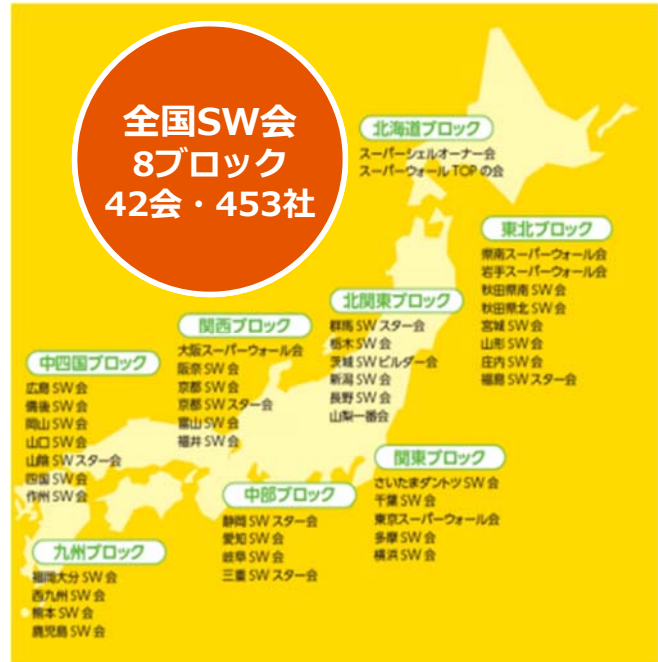 全国SW会
8ブロック
42会・453社
北海道ブロック
スーパーシェルオーナー会
スーパーウォールTOPの会
東北ブロック
県南スーパーウォール会
岩手スーパーウォール会
秋田県南SW会
秋田県北SW会
宮城SW会
山形SW会
庄内SW会
福島SWスター会
北関東ブロック
群馬SWスター会
栃木SW会
茨城SWビルダー会
新潟SW会
長野SW会
山梨一番会
関西ブロック
大阪スーパーウォール会
阪奈SW会
京都SW会
京都SWスター会
富山SW会
福井SW会
中四国ブロック
広島SW会
備後SW会
岡山SW会
山口SW会
山陰SWスター会
四国SW会
作州SW会
関東ブロック
さいたまダントツSW会
千葉SW会
東京スーパーウォール会
多摩SW会
横浜SW会
中部ブロック
静岡SWスター会
愛知SW会
岐阜SW会
三重SWスター会
九州ブロック
福岡大分SW会
西九州SW会
熊本SW会
鹿児島SW会